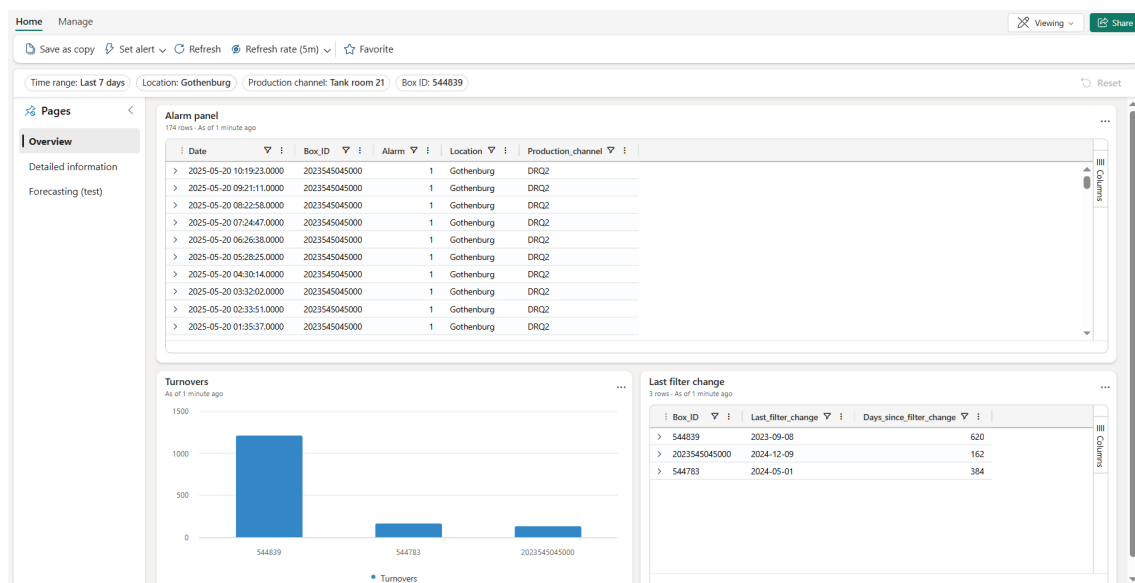 Home Manage Viewing Share
Save as copy Set alert Refresh Refresh rate (5m) Favorite
Time range: Last 7 days Location: Gothenburg Production channel: Tank room 21 Box ID: 544839 Reset
Pages
Overview
Detailed information
Forecasting (test)
Alarm panel
174 rows - As of 1 minute ago
Date Box_ID Alarm Location Production_channel
2025-05-20 10:19:23.0000 2023545045000 1 Gothenburg DRQ2
2025-05-20 09:21:11.0000 2023545045000 1 Gothenburg DRQ2
2025-05-20 08:22:58.0000 2023545045000 1 Gothenburg DRQ2
2025-05-20 07:24:47.0000 2023545045000 1 Gothenburg DRQ2
2025-05-20 06:26:38.0000 2023545045000 1 Gothenburg DRQ2
2025-05-20 05:28:25.0000 2023545045000 1 Gothenburg DRQ2
2025-05-20 04:30:14.0000 2023545045000 1 Gothenburg DRQ2
2025-05-20 03:32:02.0000 2023545045000 1 Gothenburg DRQ2
2025-05-20 02:33:51.0000 2023545045000 1 Gothenburg DRQ2
2025-05-20 01:35:37.0000 2023545045000 1 Gothenburg DRQ2
Columns
Turnovers
As of 1 minute ago
1500
1000
500
0
544839 544783 2023545045000
Turnovers
Last filter change
3 rows - As of 1 minute ago
Box_ID Last_filter_change Days_since_filter_change
544839 2023-09-08 620
2023545045000 2024-12-09 162
544783 2024-05-01 384
Columns